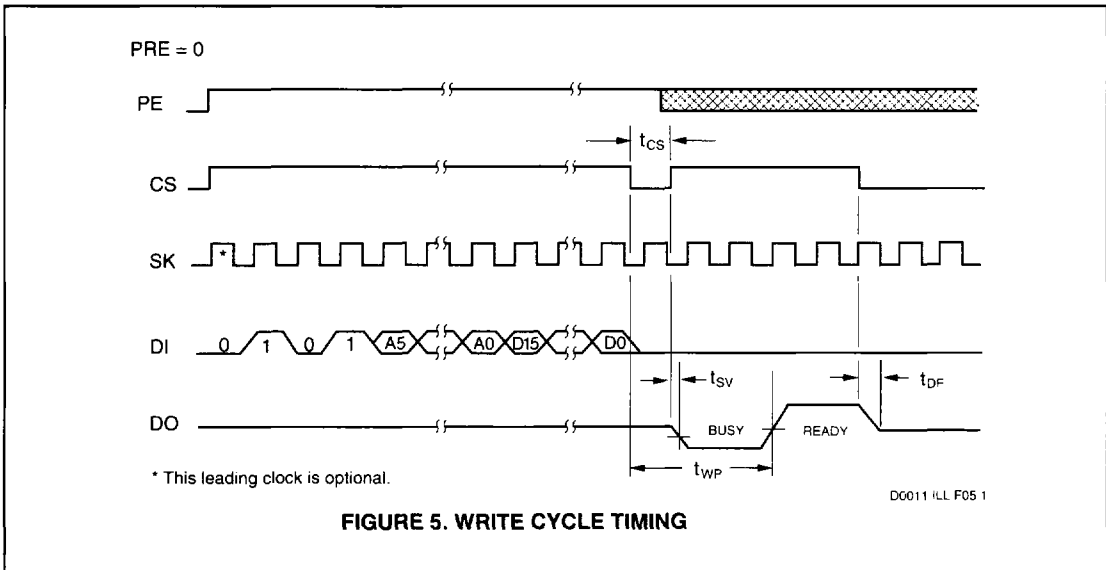 PRE = 0
PE
tCS
CS
SK
*
DI
0 1 0 1 A5 A0 D15 D0
tSV
tDF
DO
BUSY
READY
tWP
* This leading clock is optional.
D0011 ILL F05 1
FIGURE 5. WRITE CYCLE TIMING